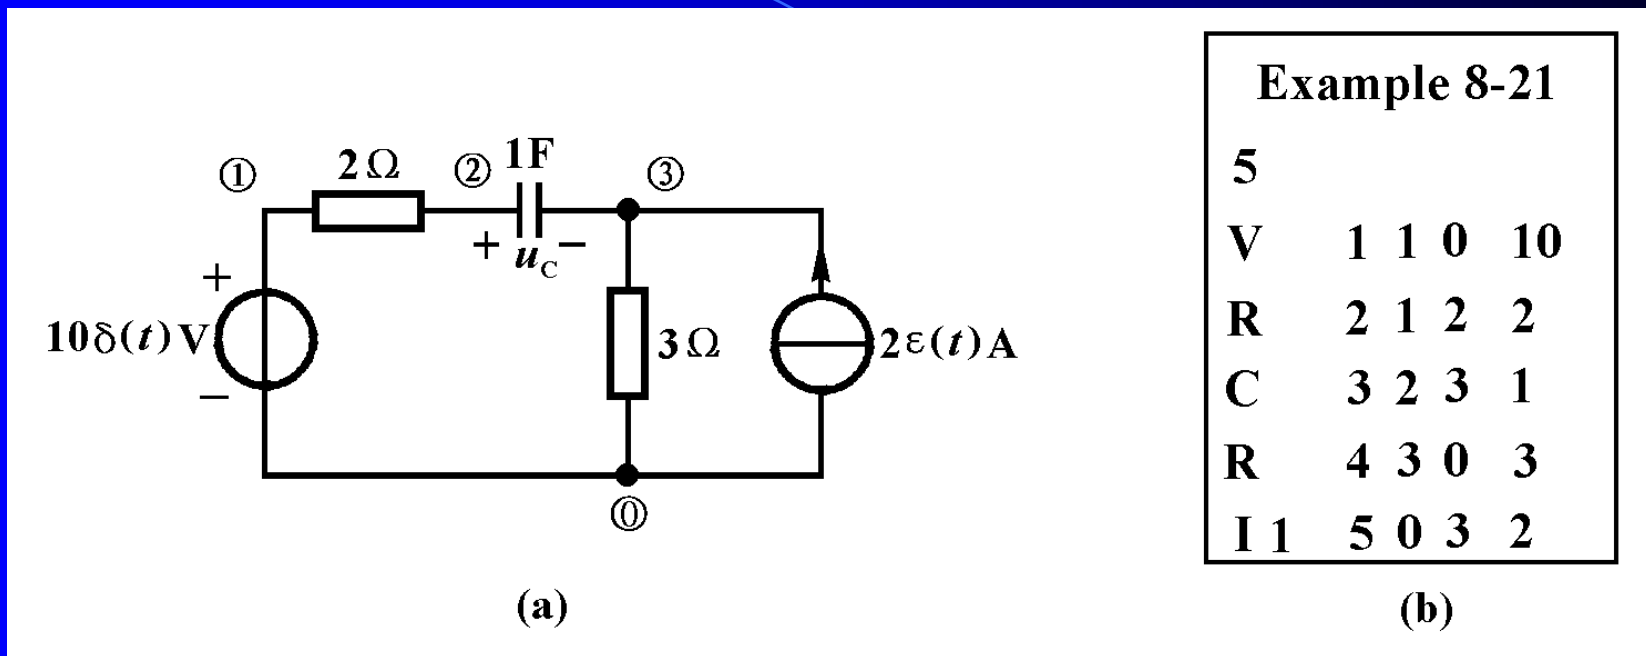 ① 2Ω ② 1F ③
+ u_C −
+
10δ(t)V
−
3Ω
2ε(t)A
⓪
(a)
Example 8-21
5
V 1 1 0 10
R 2 1 2 2
C 3 2 3 1
R 4 3 0 3
I 1 5 0 3 2
(b)